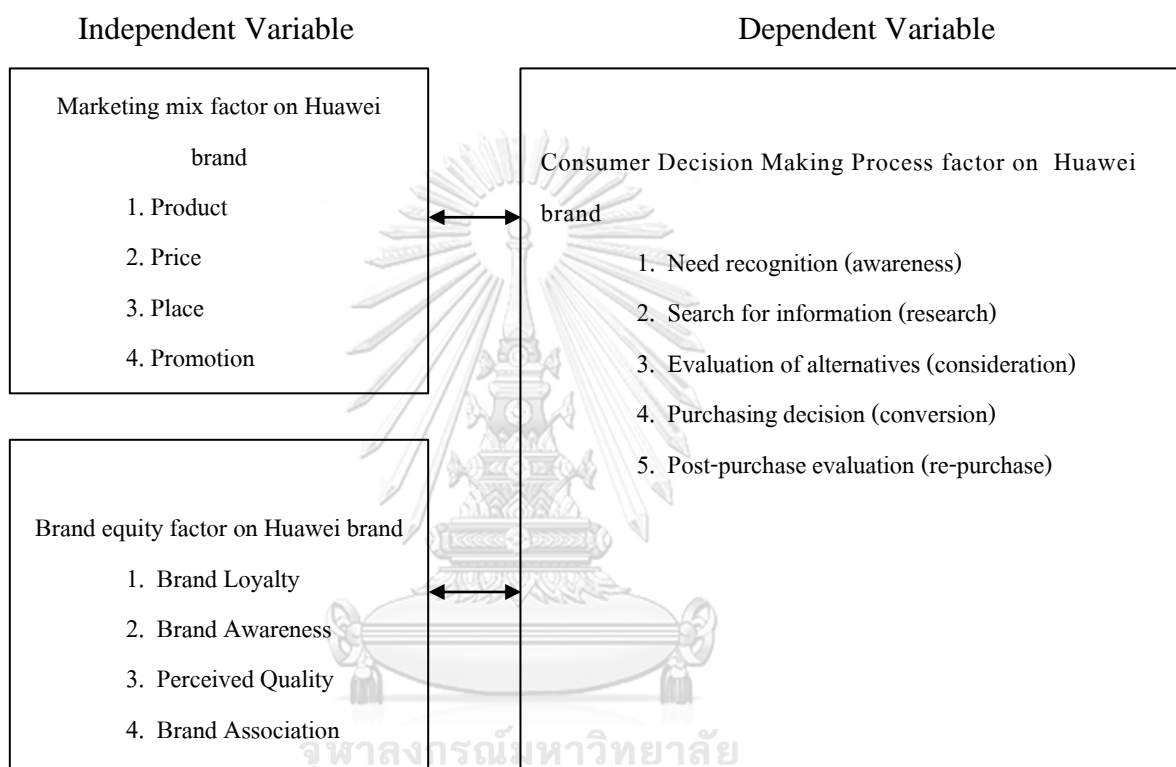 Independent Variable
Marketing mix factor on Huawei
brand
1. Product
2. Price
3. Place
4. Promotion
Brand equity factor on Huawei brand
1. Brand Loyalty
2. Brand Awareness
3. Perceived Quality
4. Brand Association
Dependent Variable
Consumer Decision Making Process factor on Huawei
brand
1. Need recognition (awareness)
2. Search for information (research)
3. Evaluation of alternatives (consideration)
4. Purchasing decision (conversion)
5. Post-purchase evaluation (re-purchase)
จุฬาลงกรณ์มหาวิทยาลัย